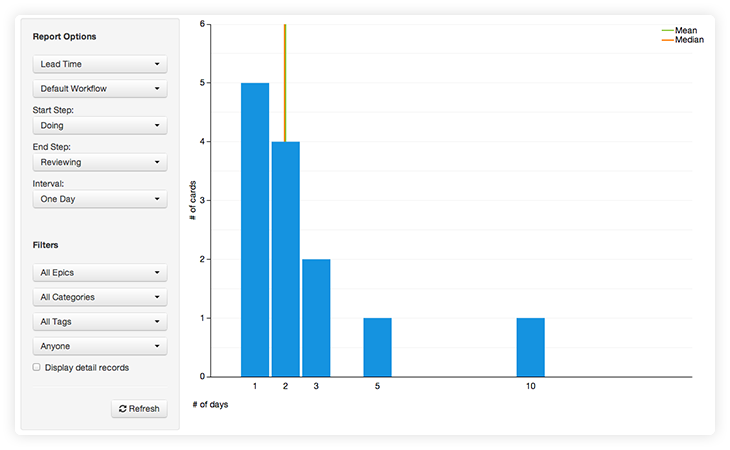 Report Options
Lead Time
Default Workflow
Start Step:
Doing
End Step:
Reviewing
Interval:
One Day
Filters
All Epics
All Categories
All Tags
Anyone
Display detail records
Refresh
Mean
Median
# of cards
6
5
4
3
2
1
0
1 2 3 5 10
# of days